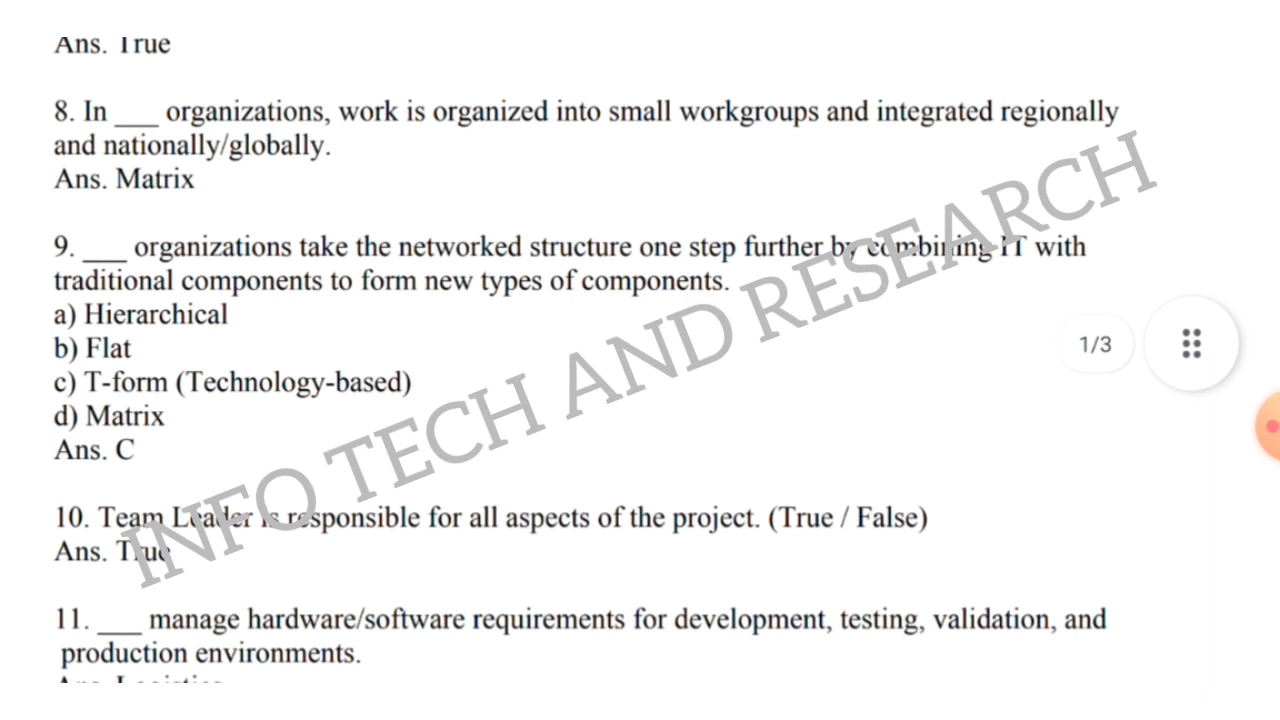 Ans. True
8. In ___ organizations, work is organized into small workgroups and integrated regionally
and nationally/globally.
Ans. Matrix
9. ___ organizations take the networked structure one step further by combining IT with
traditional components to form new types of components.
a) Hierarchical
b) Flat
1/3
c) T-form (Technology-based)
d) Matrix
Ans. C
INFO TECH AND RESEARCH
10. Team Leader is responsible for all aspects of the project. (True / False)
Ans. True
11. ___ manage hardware/software requirements for development, testing, validation, and
production environments.